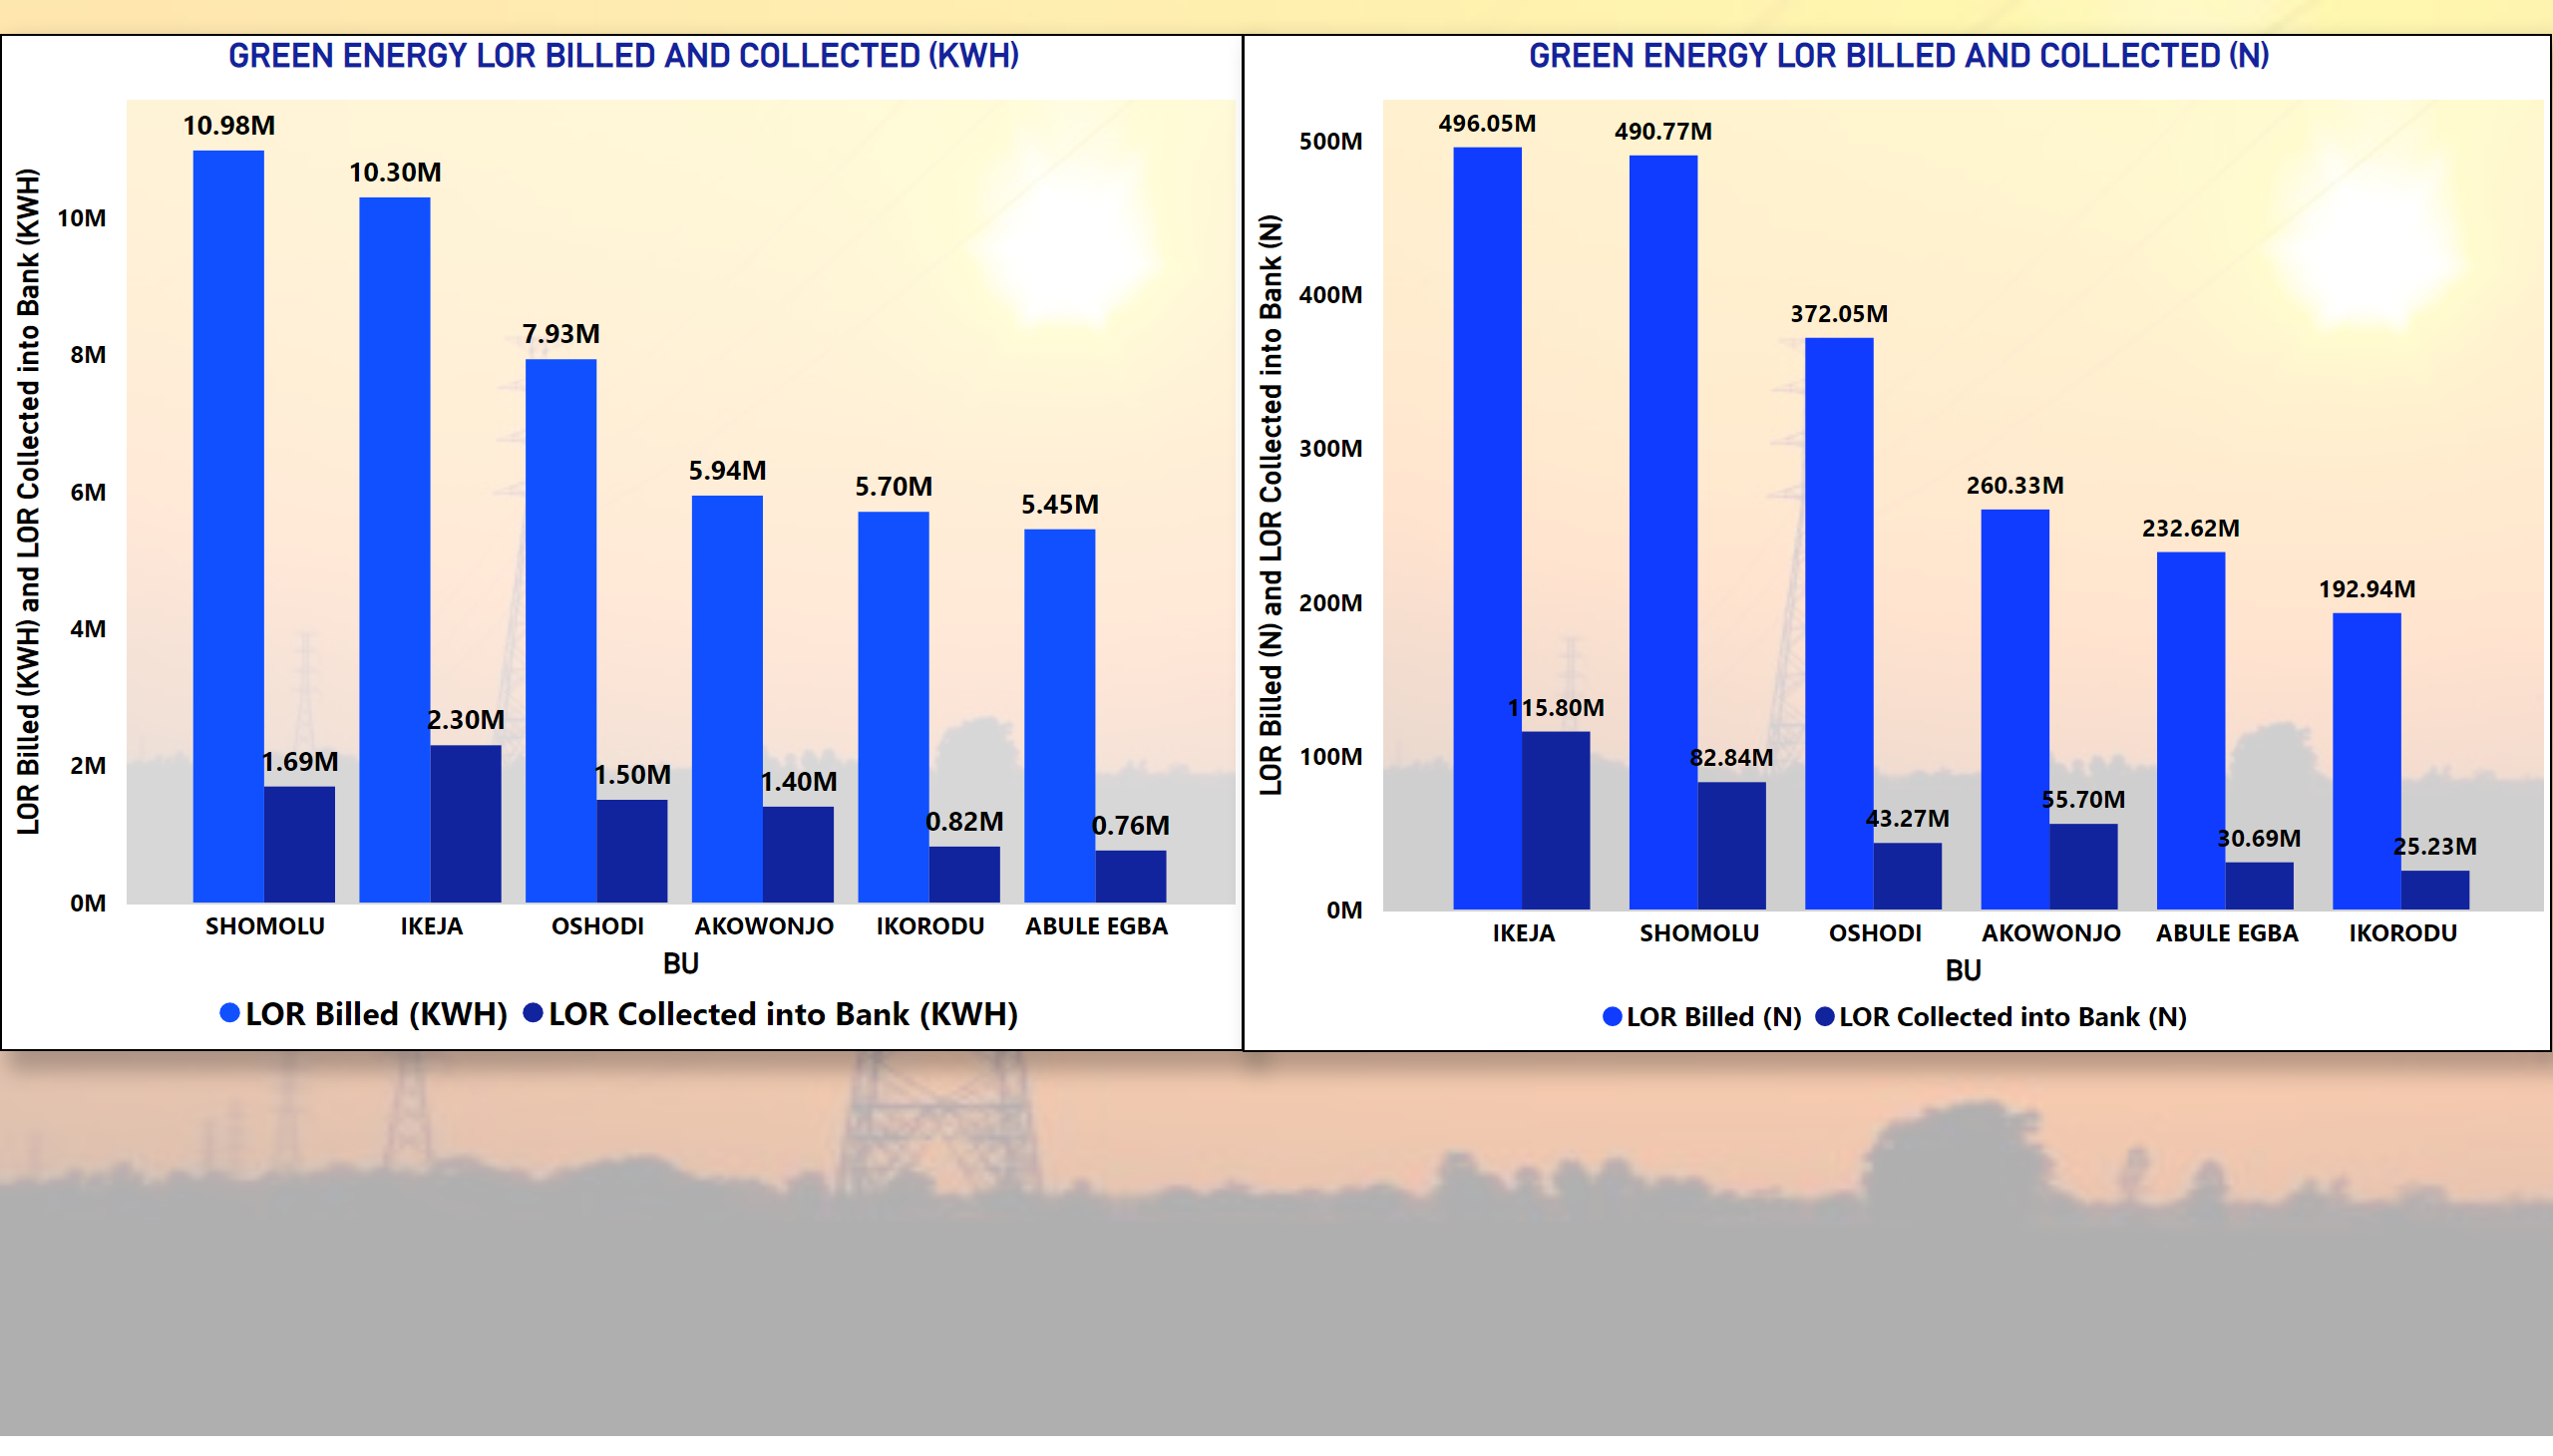 GREEN ENERGY LOR BILLED AND COLLECTED (KWH)
LOR Billed (KWH) and LOR Collected into Bank (KWH)
10M
8M
6M
4M
2M
0M
10.98M
1.69M
10.30M
2.30M
7.93M
1.50M
5.94M
1.40M
5.70M
0.82M
5.45M
0.76M
SHOMOLU IKEJA OSHODI AKOWONJO IKORODU ABULE EGBA
BU
LOR Billed (KWH) LOR Collected into Bank (KWH)
GREEN ENERGY LOR BILLED AND COLLECTED (N)
LOR Billed (N) and LOR Collected into Bank (N)
500M
400M
300M
200M
100M
0M
496.05M
115.80M
490.77M
82.84M
372.05M
43.27M
260.33M
55.70M
232.62M
30.69M
192.94M
25.23M
IKEJA SHOMOLU OSHODI AKOWONJO ABULE EGBA IKORODU
BU
LOR Billed (N) LOR Collected into Bank (N)